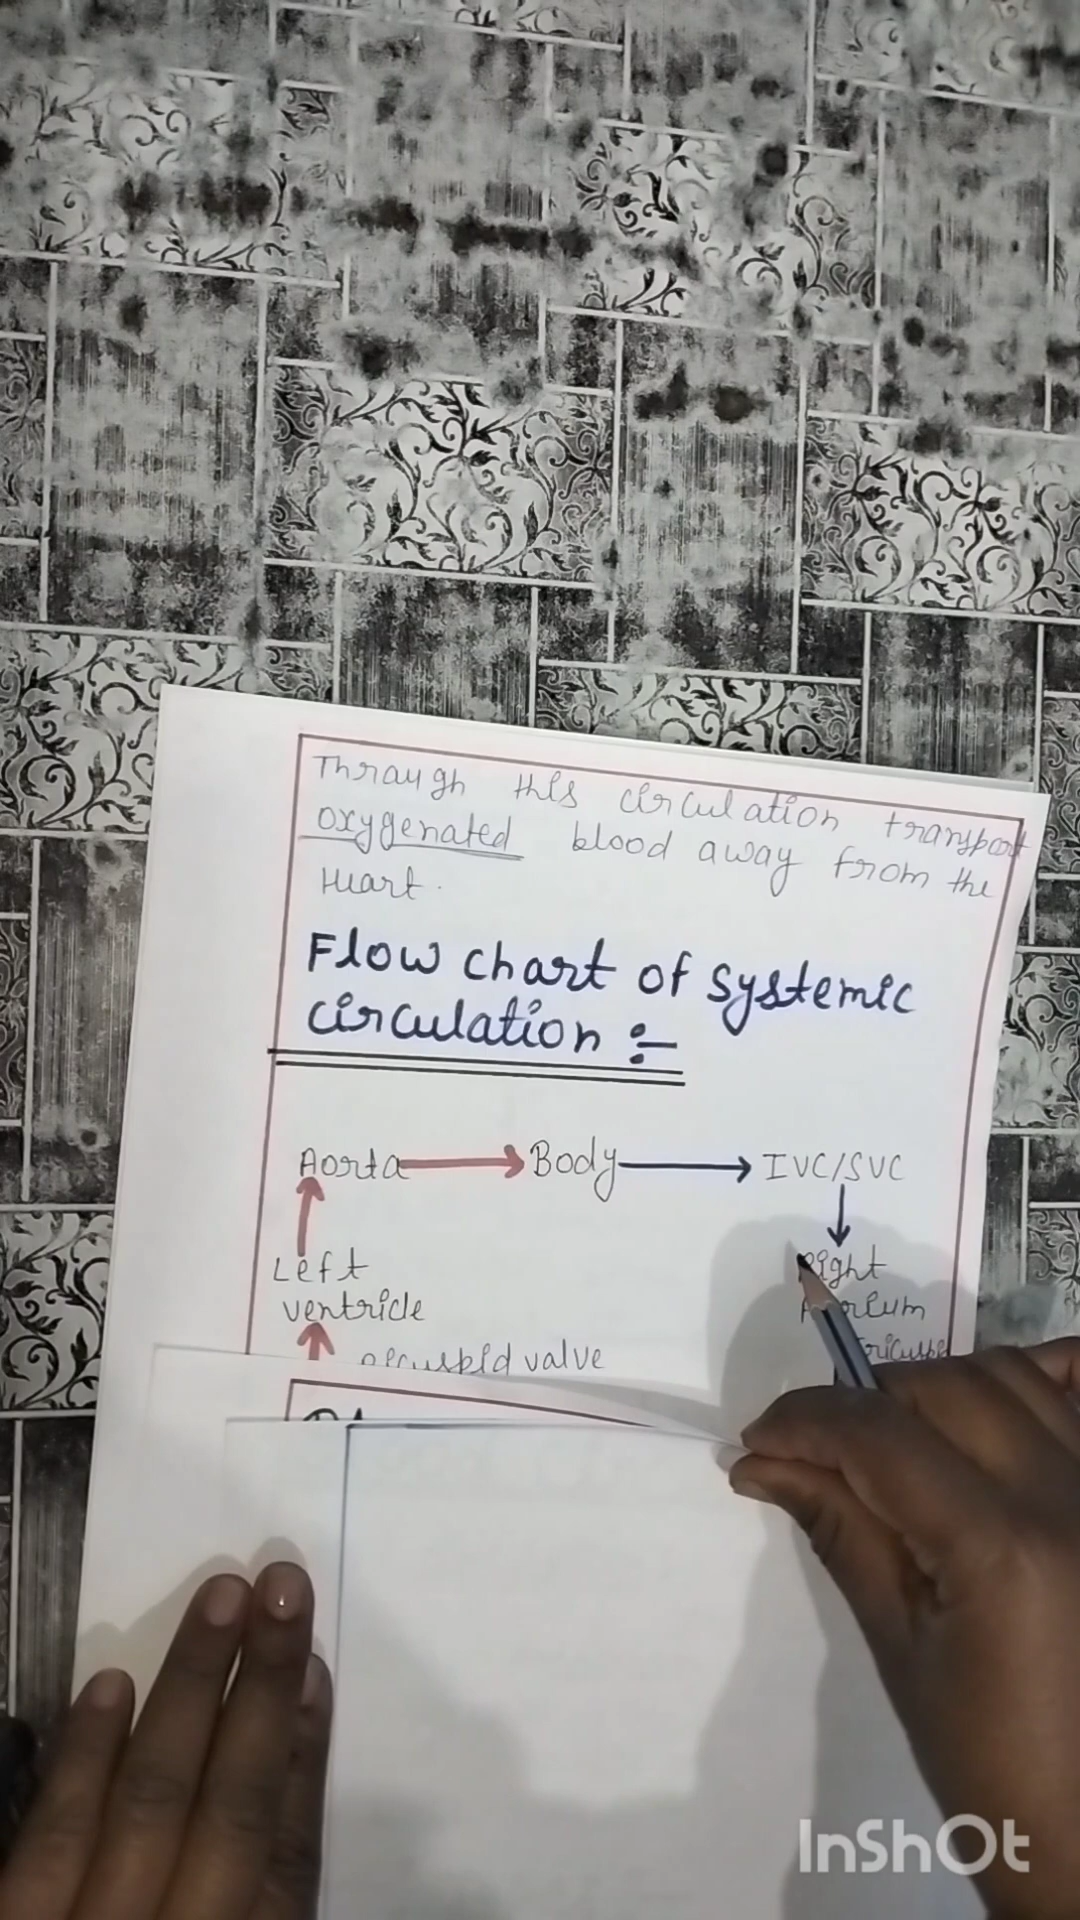 Through this circulation transport
oxygenated blood away from the
Heart.
Flow chart of systemic
circulation :-
Aorta → Body → IVC/SVC
Left
ventricle
Right
valve
InShOt